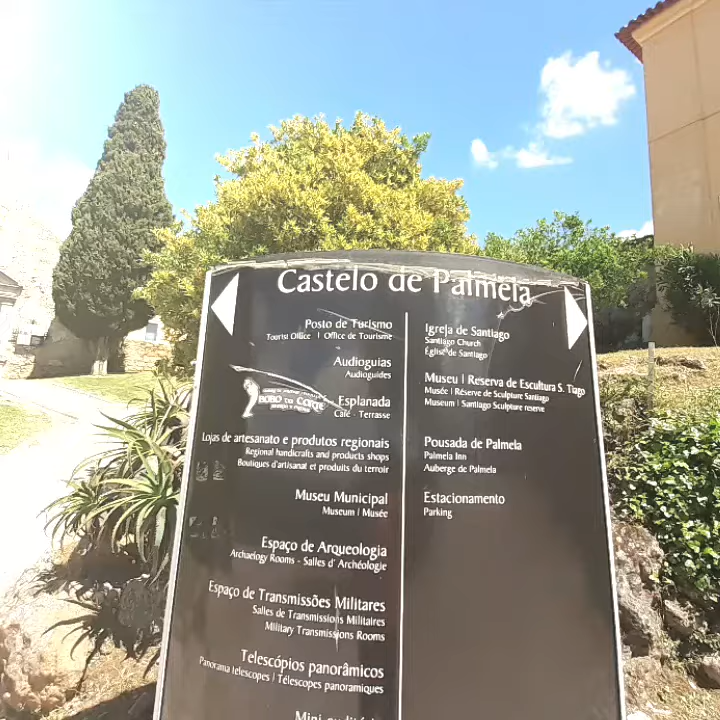 Castelo de Palmela
Posto de Turismo
Tourist Office | Office de Tourisme
Audioguias
Audioguides
BOBO DA CORTE
Esplanada
Café - Terrasse
Lojas de artesanato e produtos regionais
Regional handicrafts and products shops
Boutiques d'artisanat et produits du terroir
Museu Municipal
Museum | Musée
Espaço de Arqueologia
Archaelogy Rooms - Salles d' Archéologie
Espaço de Transmissões Militares
Salles de Transmissions Militaires
Military Transmissions Rooms
Telescópios panorâmicos
Panorama telescopes | Télescopes panoramiques
Mini
Igreja de Santiago
Santiago Church
Église de Santiago
Museu | Reserva de Escultura S. Tiago
Musée | Réserve de Sculpture Santiago
Museum | Santiago Sculpture reserve
Pousada de Palmela
Palmela Inn
Auberge de Palmela
Estacionamento
Parking